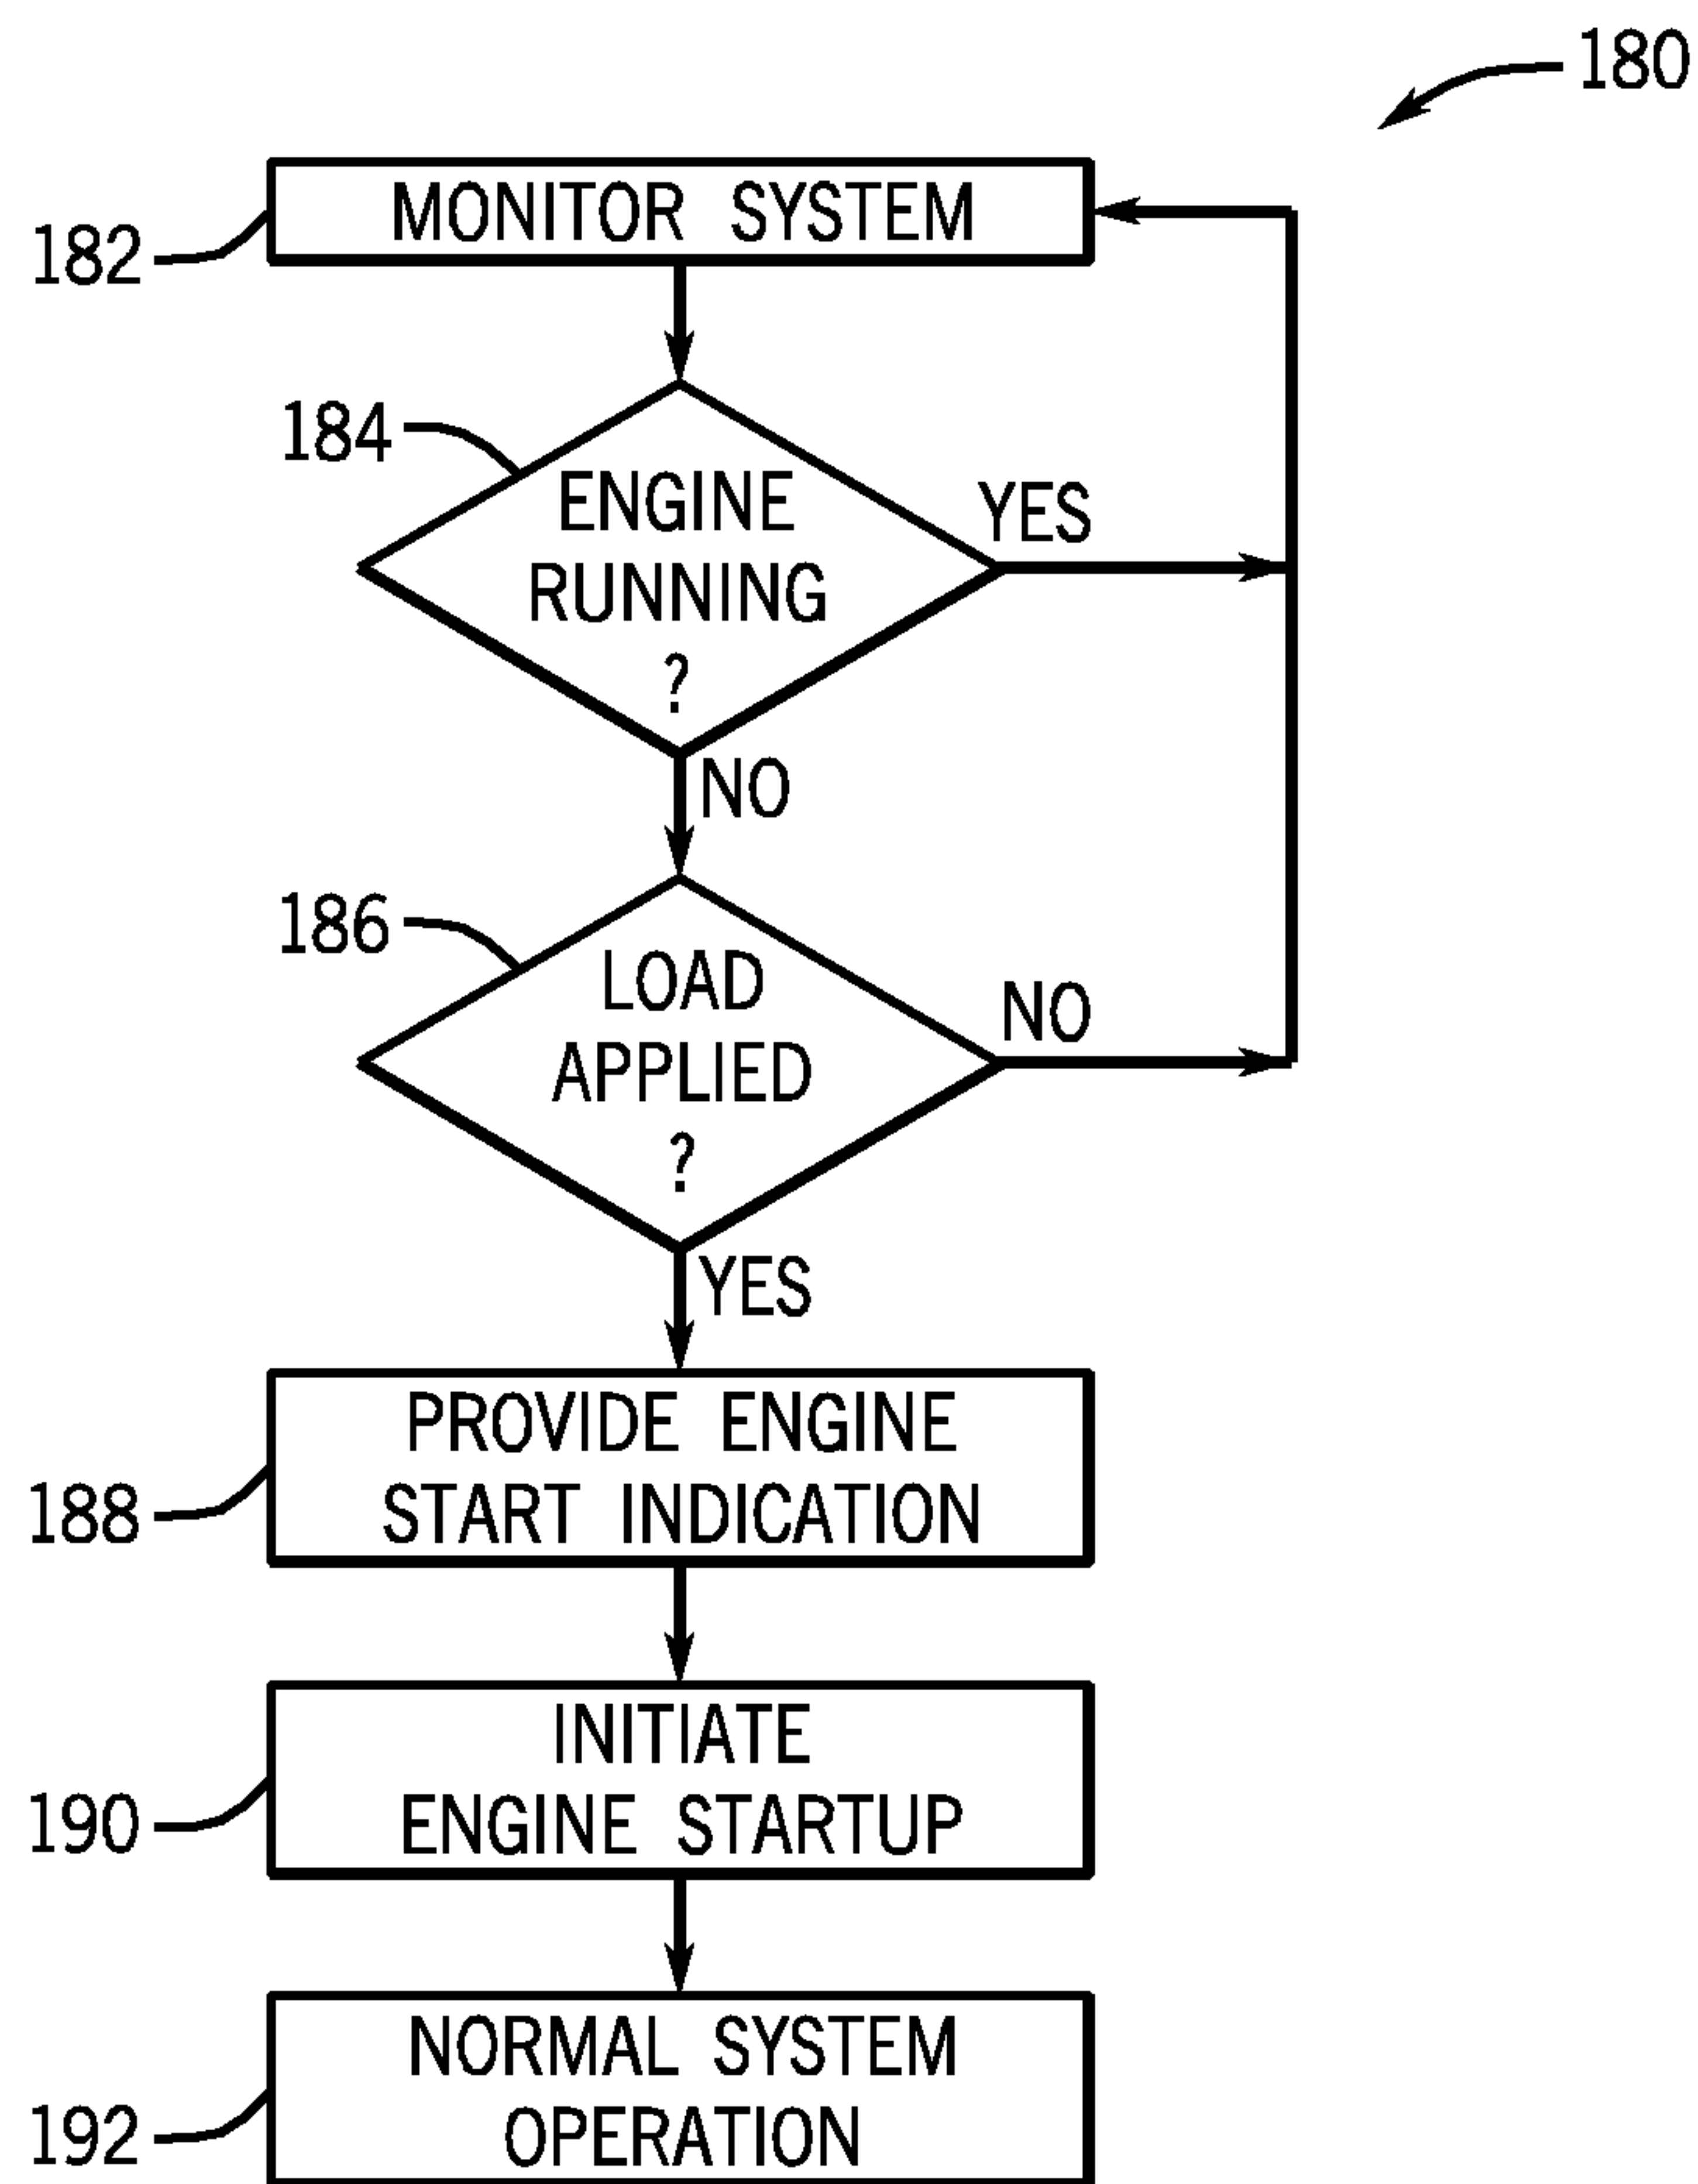 180
MONITOR SYSTEM
182
184
ENGINE
RUNNING
?
YES
NO
186
LOAD
APPLIED
?
NO
YES
PROVIDE ENGINE
START INDICATION
188
INITIATE
ENGINE STARTUP
190
NORMAL SYSTEM
OPERATION
192